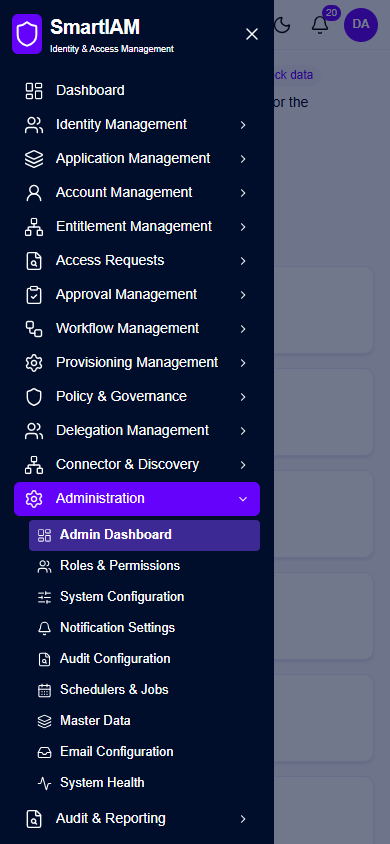 SmartIAM
Identity & Access Management
20
DA
ck data
or the
Dashboard
Identity Management
Application Management
Account Management
Entitlement Management
Access Requests
Approval Management
Workflow Management
Provisioning Management
Policy & Governance
Delegation Management
Connector & Discovery
Administration
Admin Dashboard
Roles & Permissions
System Configuration
Notification Settings
Audit Configuration
Schedulers & Jobs
Master Data
Email Configuration
System Health
Audit & Reporting